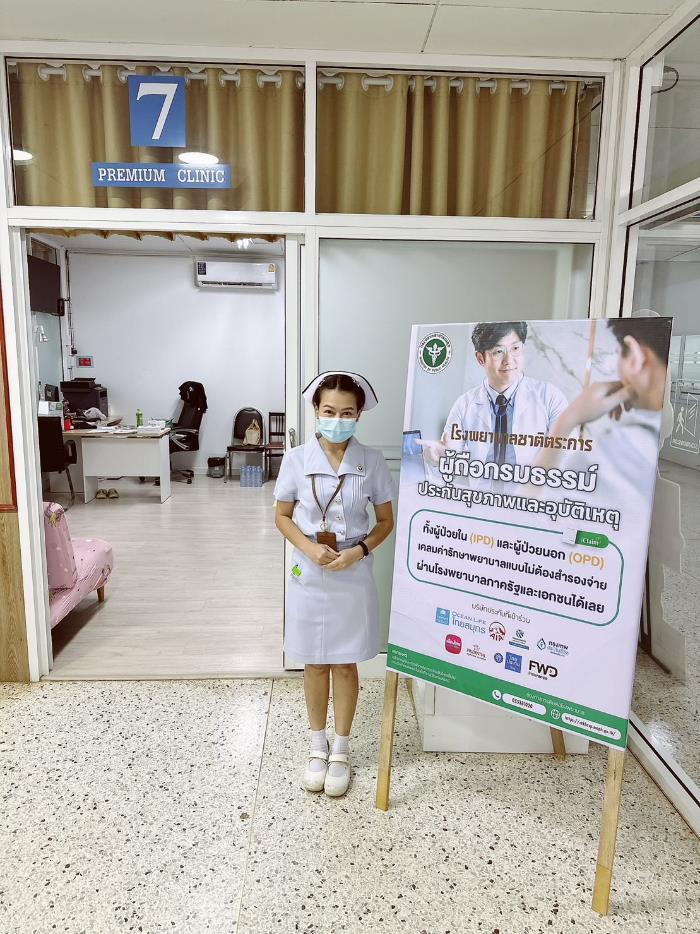 7
PREMIUM CLINIC
โรงพยาบาลชาติตระการ
ผู้ถือกรมธรรม์
ประกันสุขภาพและอุบัติเหตุ
iClaim
ทั้งผู้ป่วยใน (IPD) และผู้ป่วยนอก (OPD)
เคลมค่ารักษาพยาบาลแบบไม่ต้องสำรองจ่าย
ผ่านโรงพยาบาลภาครัฐและเอกชนได้เลย
บริษัทประกันที่เข้าร่วม
OCEAN LIFE
ไทยสมุทร
AIA
กรุงเทพ
FWD